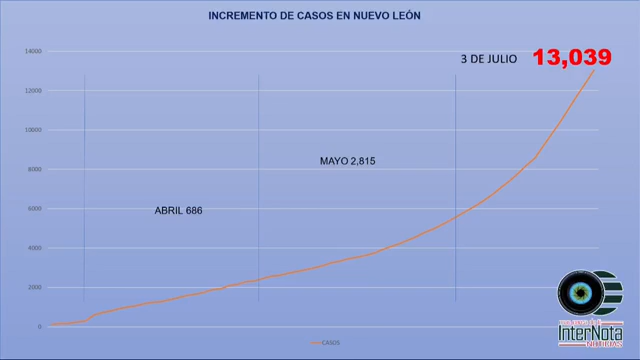 INCREMENTO DE CASOS EN NUEVO LEÓN
14000
3 DE JULIO 13,039
12000
10000
8000
MAYO 2,815
6000
ABRIL 686
4000
2000
0
CASOS
InterNota
NOTICIAS